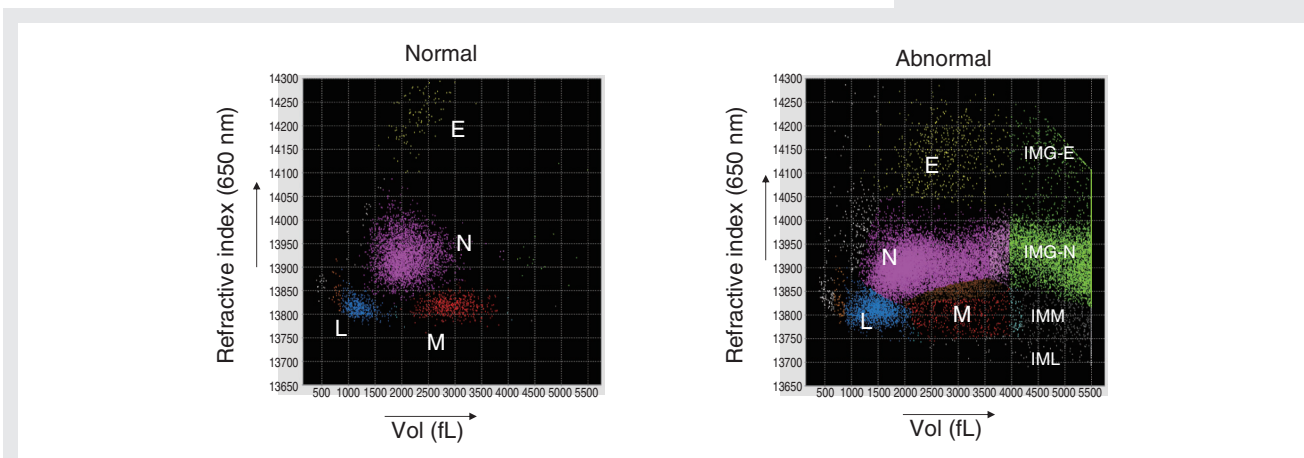 Normal
Refractive index (650 nm)
14300
14250
14200
14150
14100
14050
14000
13950
13900
13850
13800
13750
13700
13650
E
N
L
M
500 1000 1500 2000 2500 3000 3500 4000 4500 5000 5500
Vol (fL)
Abnormal
Refractive index (650 nm)
14300
14250
14200
14150
14100
14050
14000
13950
13900
13850
13800
13750
13700
13650
E
IMG-E
N
IMG-N
L
M
IMM
IML
500 1000 1500 2000 2500 3000 3500 4000 4500 5000 5500
Vol (fL)